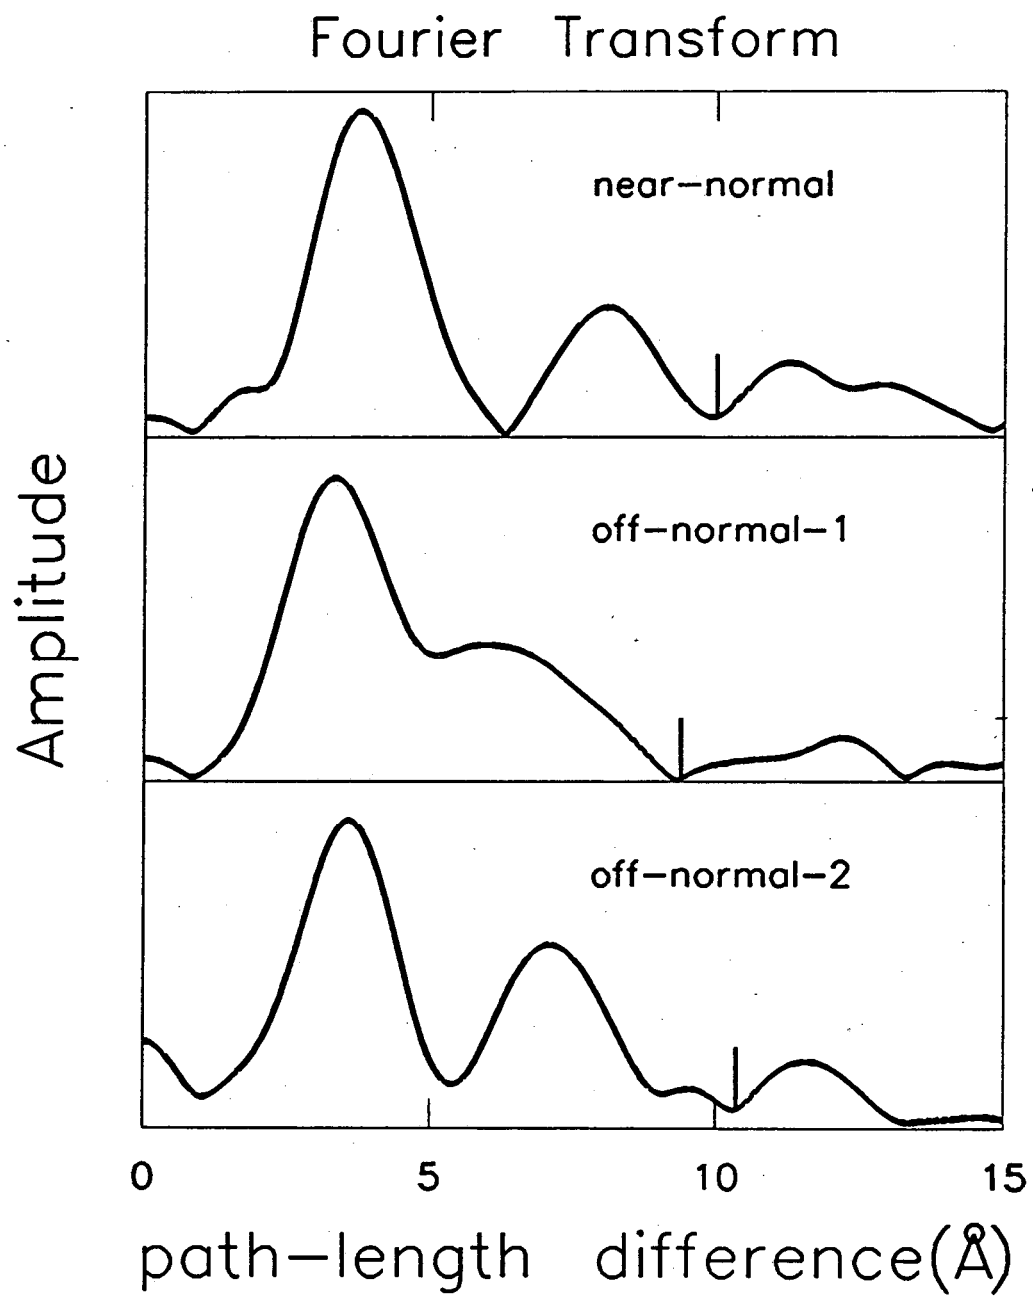 Fourier Transform
near-normal
off-normal-1
off-normal-2
Amplitude
0 5 10 15
path-length difference(Å)